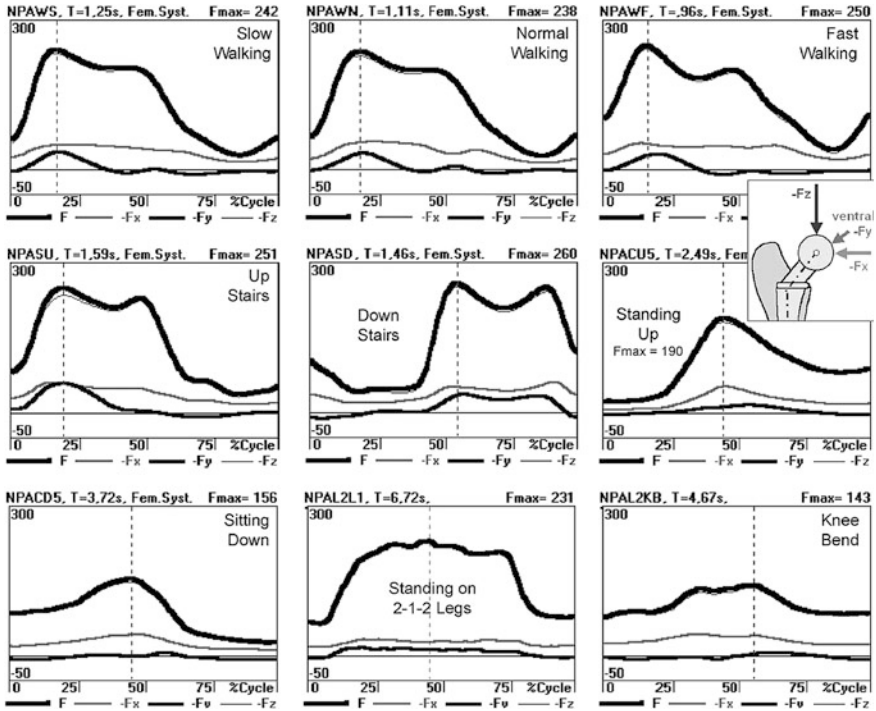 NPAWS, T=1,25s, Fem.Syst. Fmax= 242
300
Slow
Walking
-50
0 25| 50| 75| %Cycle
F -Fx -Fy -Fz
NPAWN, T=1,11s, Fem.Syst. Fmax= 238
300
Normal
Walking
-50
0 25| 50| 75| %Cycle
F -Fx -Fy -Fz
NPAWF, T=,96s, Fem.Syst. Fmax= 250
300
Fast
Walking
-50
0 25| 50| 75| %Cycle
F -Fx -Fy -Fz
-Fz
ventral
-Fy
-Fx
NPASU, T=1,59s, Fem.Syst. Fmax= 251
300
Up
Stairs
-50
0 25| 50| 75| %Cycle
F -Fx -Fy -Fz
NPASD, T=1,46s, Fem.Syst. Fmax= 260
300
Down
Stairs
-50
0 25| 50| 75| %Cycle
F -Fx -Fy -Fz
NPACU5, T=2,49s, Fem
300
Standing
Up
Fmax = 190
-50
0 25| 50| 75| %Cycle
F -Fx -Fy -Fz
NPACD5, T=3,72s, Fem.Syst. Fmax= 156
300
Sitting
Down
-50
0 25| 50| 75| %Cycle
F -Fx -Fy -Fz
NPAL2L1, T=6,72s, Fmax= 231
300
Standing on
2-1-2 Legs
-50
0 25| 50| 75| %Cycle
F -Fx -Fy -Fz
NPAL2KB, T=4,67s, Fmax= 143
300
Knee
Bend
-50
0 25| 50| 75| %Cycle
F -Fx -Fy -Fz